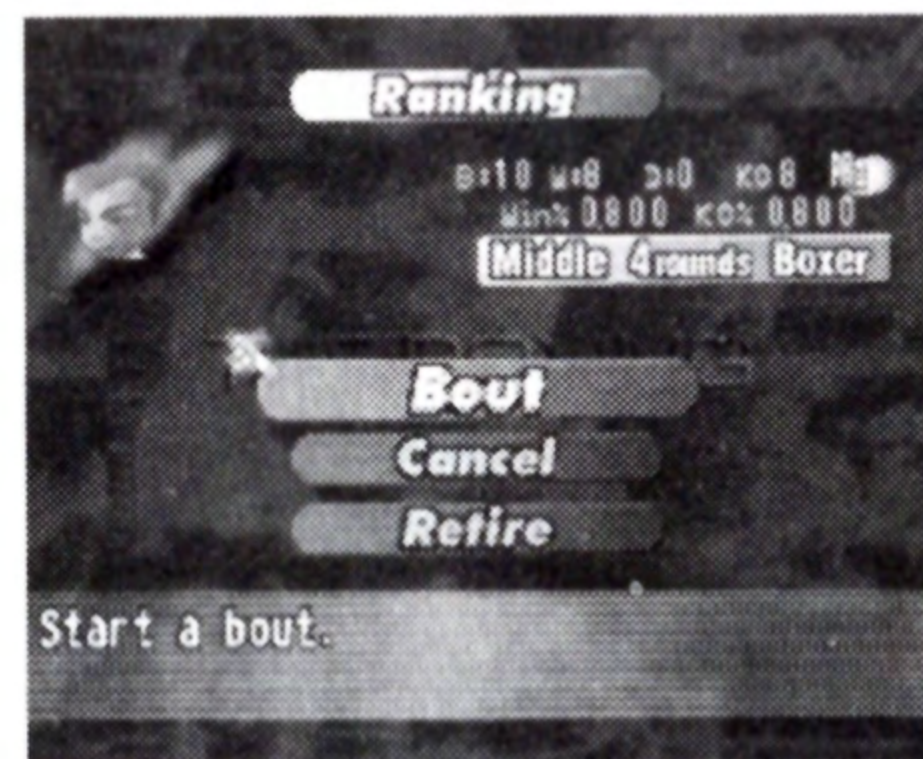 Ranking
B:10 W:8 D:0 KO 8
Win% 0.800 KO% 0.800
Middle 4rounds Boxer
Bout
Cancel
Retire
Start a bout.